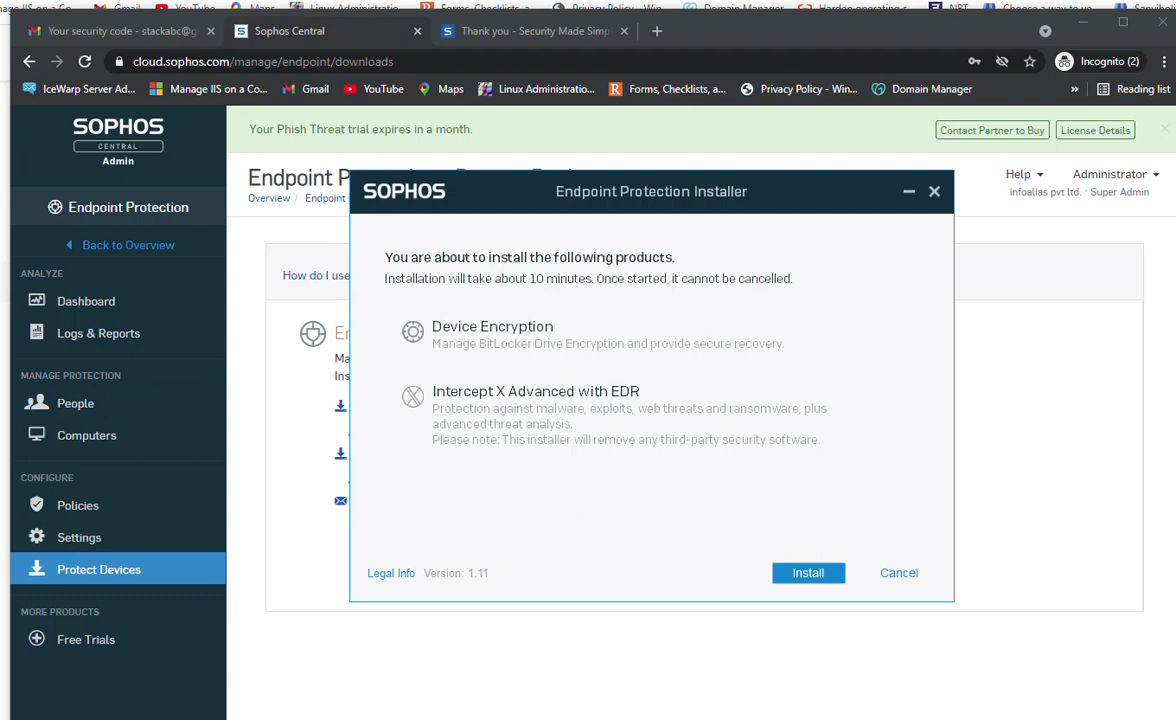 Your security code - stackabc@g
Sophos Central
Thank you - Security Made Simpl
cloud.sophos.com/manage/endpoint/downloads
Incognito (2)
IceWarp Server Ad...
Manage IIS on a Co...
Gmail
YouTube
Maps
Linux Administratio...
Forms, Checklists, a...
Privacy Policy - Win...
Domain Manager
»
Reading list
SOPHOS
CENTRAL
Admin
Endpoint Protection
Back to Overview
ANALYZE
Dashboard
Logs & Reports
MANAGE PROTECTION
People
Computers
CONFIGURE
Policies
Settings
Protect Devices
MORE PRODUCTS
Free Trials
Your Phish Threat trial expires in a month.
Contact Partner to Buy
License Details
Endpoint P
Overview / Endpoint
Help
Administrator
infoalias pvt ltd. · Super Admin
How do I use
Ma
Ins
SOPHOS
Endpoint Protection Installer
You are about to install the following products.
Installation will take about 10 minutes. Once started, it cannot be cancelled.
Device Encryption
Manage BitLocker Drive Encryption and provide secure recovery.
Intercept X Advanced with EDR
Protection against malware, exploits, web threats and ransomware, plus
advanced threat analysis.
Please note: This installer will remove any third-party security software.
Legal Info Version: 1.11
Install
Cancel